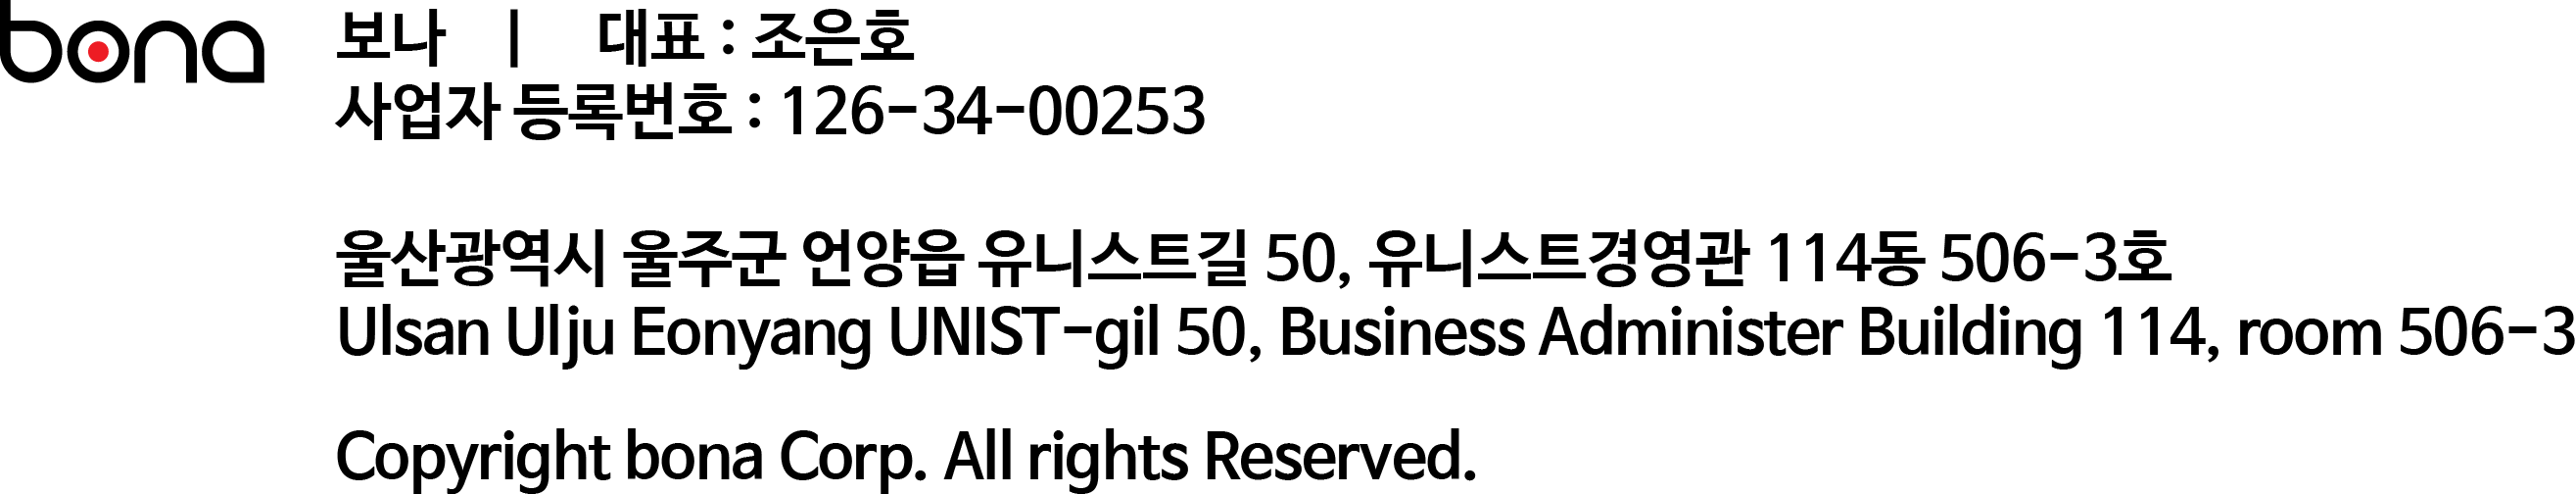 bona
보나 | 대표 : 조은호
사업자 등록번호 : 126-34-00253
울산광역시 울주군 언양읍 유니스트길 50, 유니스트경영관 114동 506-3호
Ulsan Ulju Eonyang UNIST-gil 50, Business Administer Building 114, room 506-3
Copyright bona Corp. All rights Reserved.